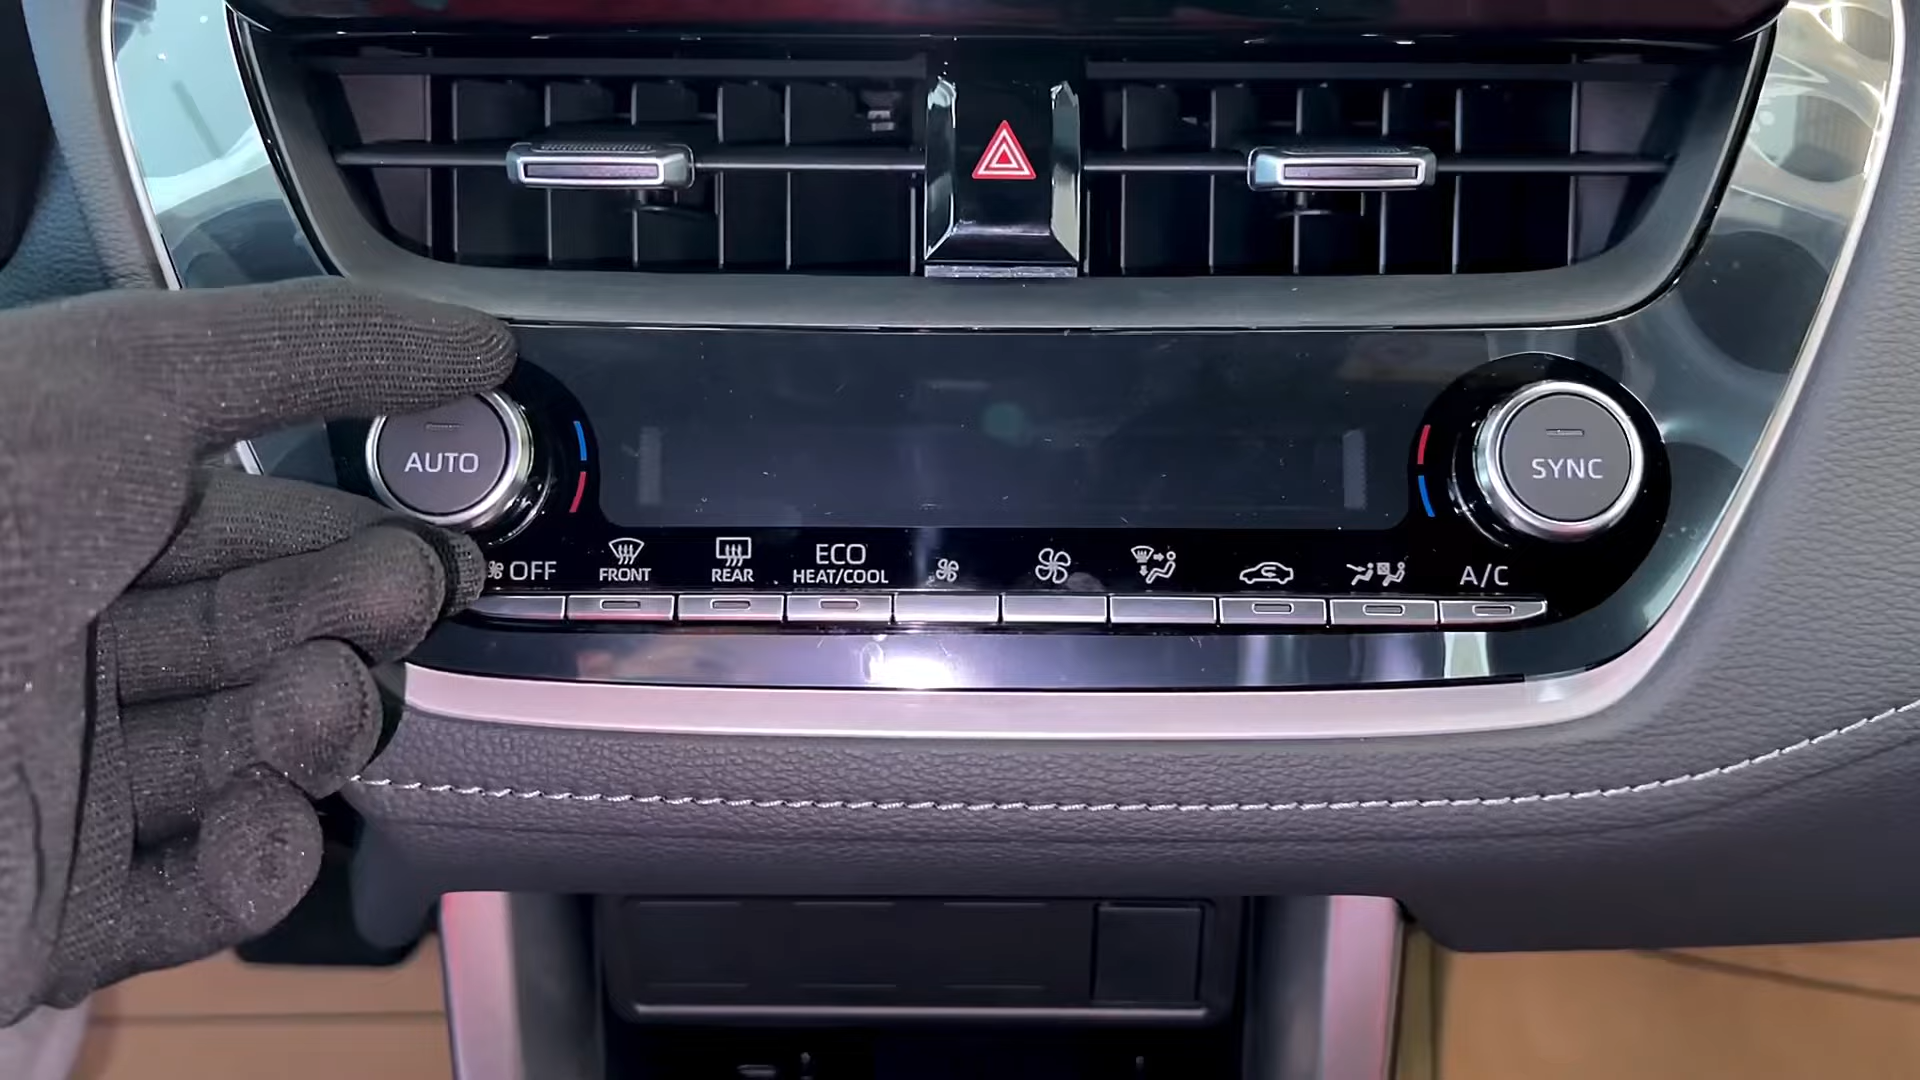 AUTO
SYNC
OFF
FRONT
REAR
ECO
HEAT/COOL
A/C